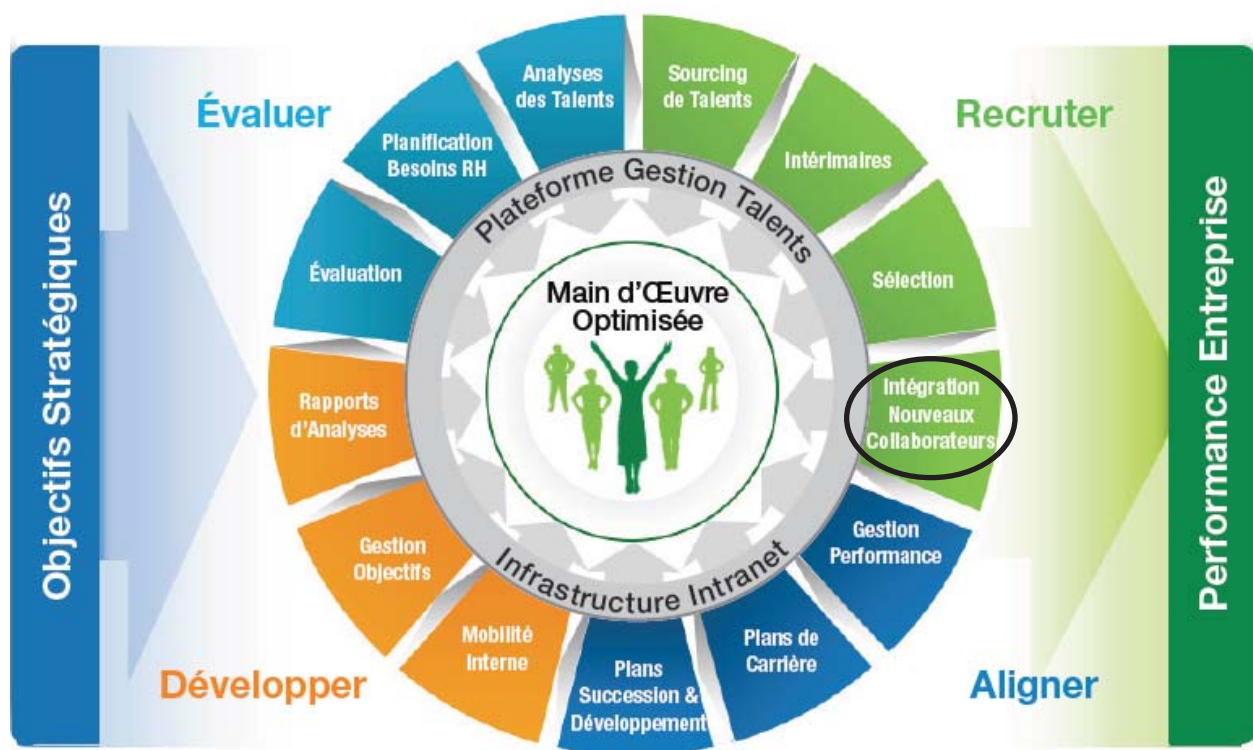 Objectifs Stratégiques
Évaluer
Recruter
Développer
Aligner
Performance Entreprise
Analyses
des Talents
Sourcing
de Talents
Intérimaires
Sélection
Intégration
Nouveaux
Collaborateurs
Gestion
Performance
Plans de
Carrière
Plans
Succession &
Développement
Mobilité
Interne
Gestion
Objectifs
Rapports
d'Analyses
Évaluation
Planification
Besoins RH
Plateforme Gestion Talents
Infrastructure Intranet
Main d'Œuvre
Optimisée